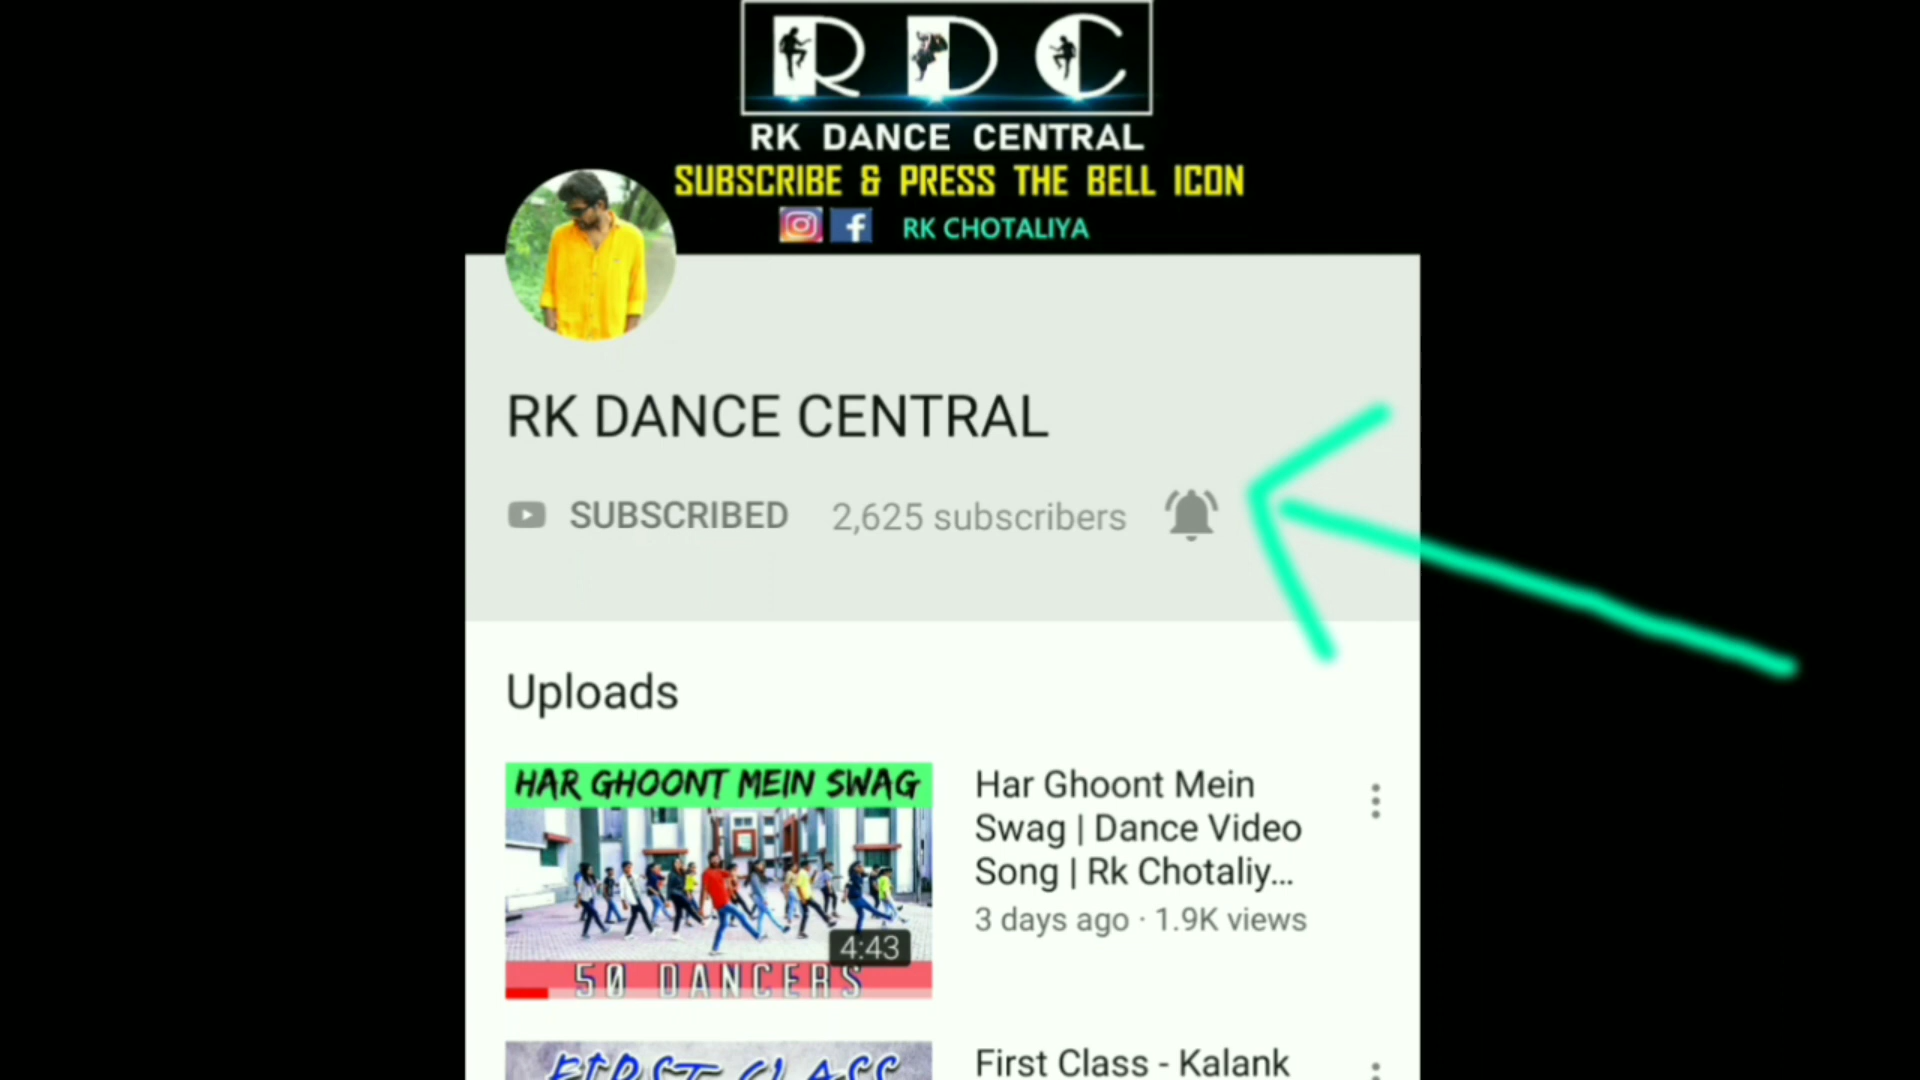 RDC
RK DANCE CENTRAL
SUBSCRIBE & PRESS THE BELL ICON
RK CHOTALIYA
RK DANCE CENTRAL
SUBSCRIBED 2,625 subscribers
Uploads
HAR GHOONT MEIN SWAG
4:43
50 DANCERS
Har Ghoont Mein
Swag | Dance Video
Song | Rk Chotaliy...
3 days ago · 1.9K views
FIRST CLASS
First Class - Kalank